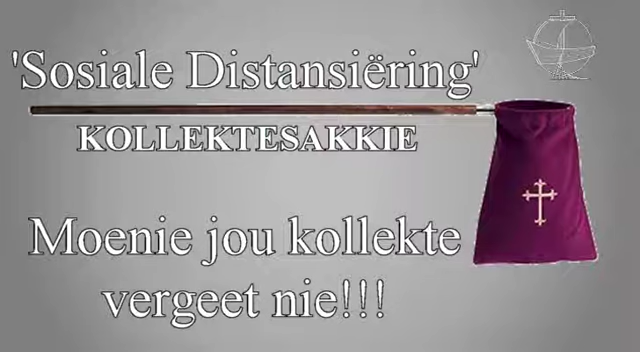 'Sosiale Distansiëring'
KOLLEKTESAKKIE
Moenie jou kollekte
vergeet nie!!!